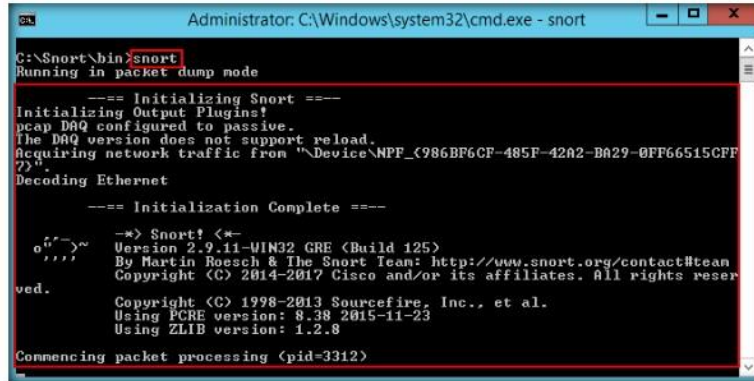 Administrator: C:\Windows\system32\cmd.exe - snort
C:\Snort\bin>snort
Running in packet dump mode
--== Initializing Snort ==--
Initializing Output Plugins!
pcap DAQ configured to passive.
The DAQ version does not support reload.
Acquiring network traffic from "\Device\NPF_{986BF6CF-485F-42A2-BA29-0FF66515CFF
7}".
Decoding Ethernet
--== Initialization Complete ==--
,,_ -*> Snort! <*-
o" )~ Version 2.9.11-WIN32 GRE (Build 125)
'''' By Martin Roesch & The Snort Team: http://www.snort.org/contact#team
Copyright (C) 2014-2017 Cisco and/or its affiliates. All rights reser
ved.
Copyright (C) 1998-2013 Sourcefire, Inc., et al.
Using PCRE version: 8.38 2015-11-23
Using ZLIB version: 1.2.8
Commencing packet processing (pid=3312)